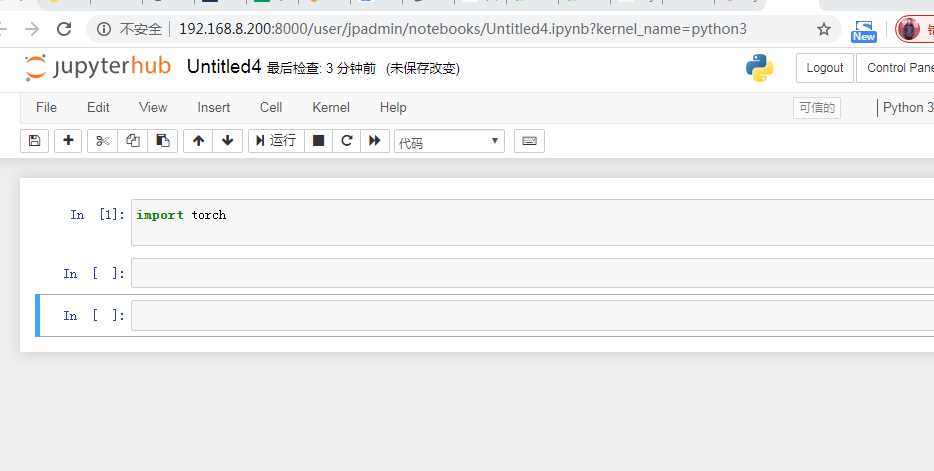 不安全 192.168.8.200:8000/user/jpadmin/notebooks/Untitled4.ipynb?kernel_name=python3 New
jupyterhub Untitled4 最后检查: 3 分钟前 (未保存改变) Logout Control Pane
File Edit View Insert Cell Kernel Help 可信的 Python 3
运行 代码
In [1]: import torch
In [ ]:
In [ ]: